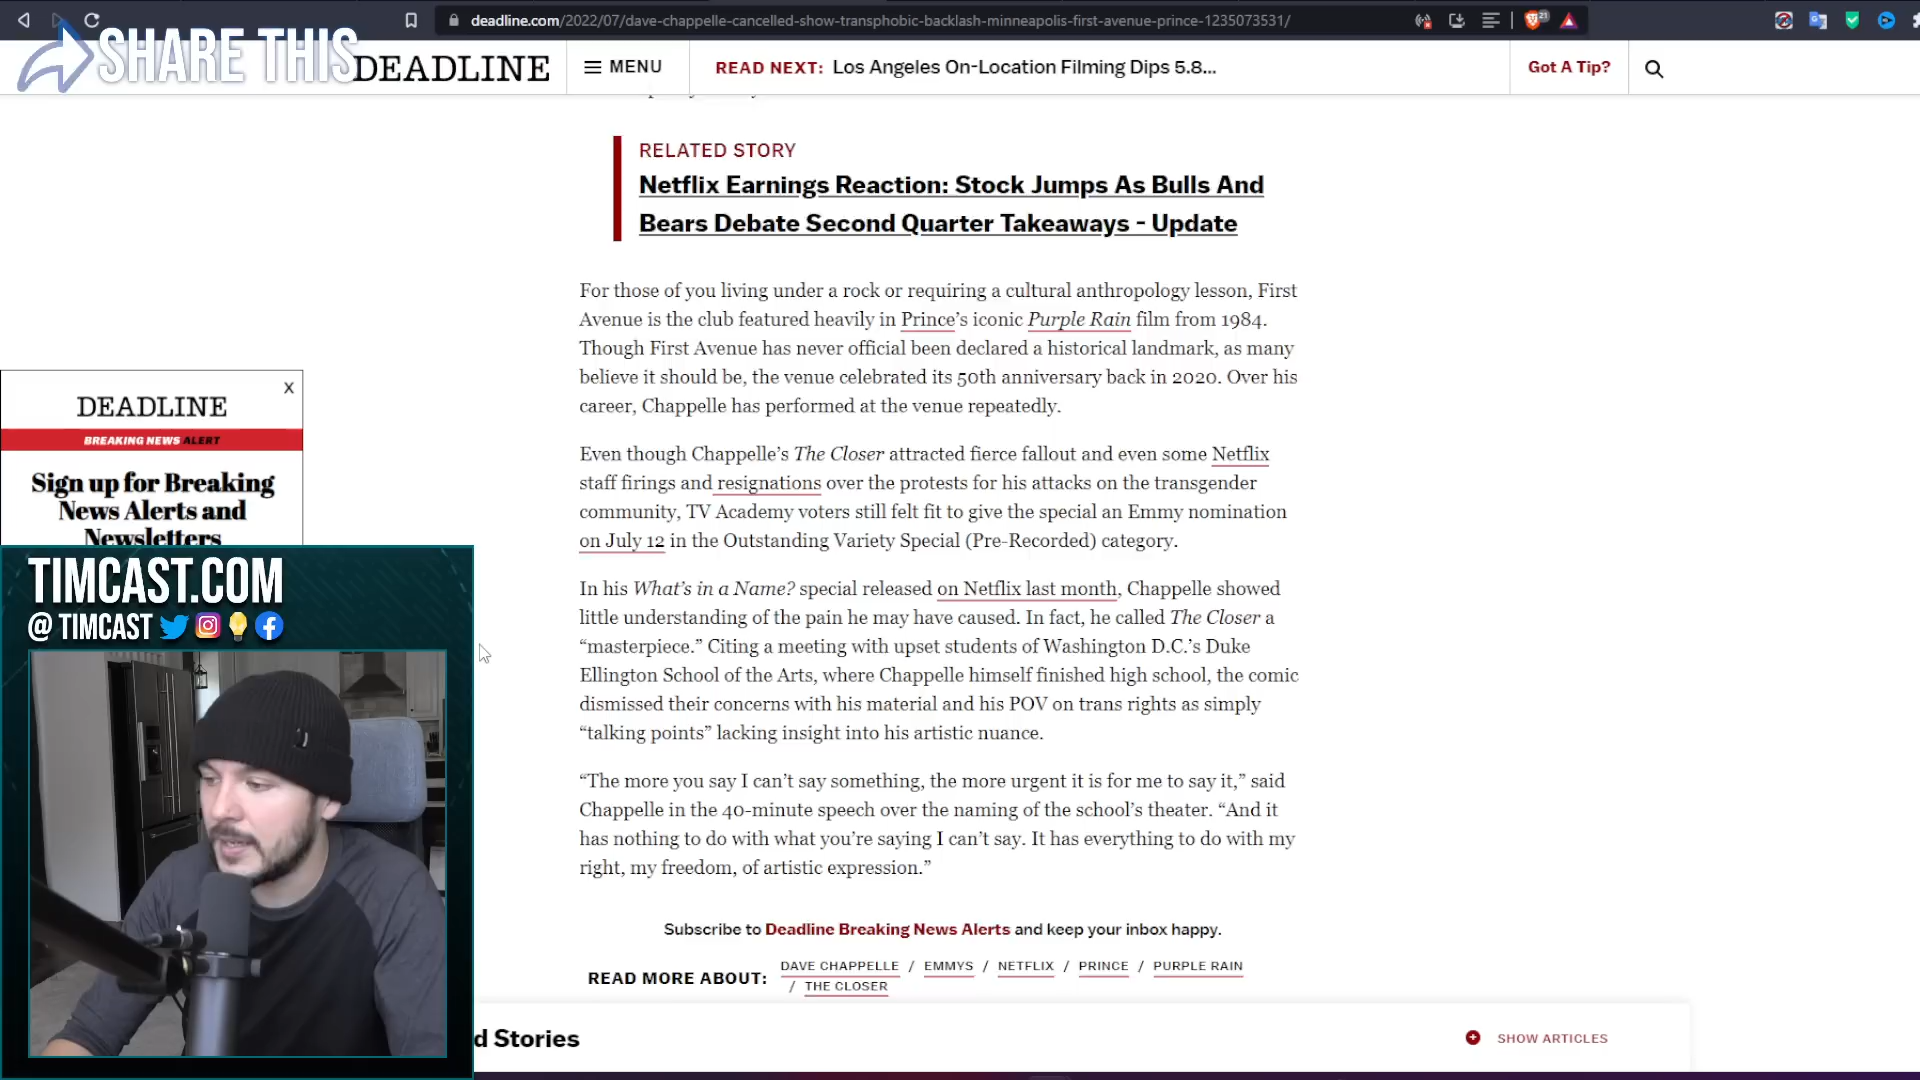 deadline.com/2022/07/dave-chappelle-cancelled-show-transphobic-backlash-minneapolis-first-avenue-prince-1235073531/
21
SHARE THIS
DEADLINE
MENU
READ NEXT: Los Angeles On-Location Filming Dips 5.8...
Got A Tip?
RELATED STORY
Netflix Earnings Reaction: Stock Jumps As Bulls And
Bears Debate Second Quarter Takeaways - Update
For those of you living under a rock or requiring a cultural anthropology lesson, First
Avenue is the club featured heavily in Prince’s iconic Purple Rain film from 1984.
Though First Avenue has never official been declared a historical landmark, as many
believe it should be, the venue celebrated its 50th anniversary back in 2020. Over his
career, Chappelle has performed at the venue repeatedly.
Even though Chappelle’s The Closer attracted fierce fallout and even some Netflix
staff firings and resignations over the protests for his attacks on the transgender
community, TV Academy voters still felt fit to give the special an Emmy nomination
on July 12 in the Outstanding Variety Special (Pre-Recorded) category.
In his What’s in a Name? special released on Netflix last month, Chappelle showed
little understanding of the pain he may have caused. In fact, he called The Closer a
“masterpiece.” Citing a meeting with upset students of Washington D.C.’s Duke
Ellington School of the Arts, where Chappelle himself finished high school, the comic
dismissed their concerns with his material and his POV on trans rights as simply
“talking points” lacking insight into his artistic nuance.
“The more you say I can’t say something, the more urgent it is for me to say it,” said
Chappelle in the 40-minute speech over the naming of the school’s theater. “And it
has nothing to do with what you’re saying I can’t say. It has everything to do with my
right, my freedom, of artistic expression.”
Subscribe to Deadline Breaking News Alerts and keep your inbox happy.
READ MORE ABOUT: DAVE CHAPPELLE / EMMYS / NETFLIX / PRINCE / PURPLE RAIN
/ THE CLOSER
d Stories
SHOW ARTICLES
X
DEADLINE
BREAKING NEWS ALERT
Sign up for Breaking
News Alerts and
Newsletters
TIMCAST.COM
@ TIMCAST